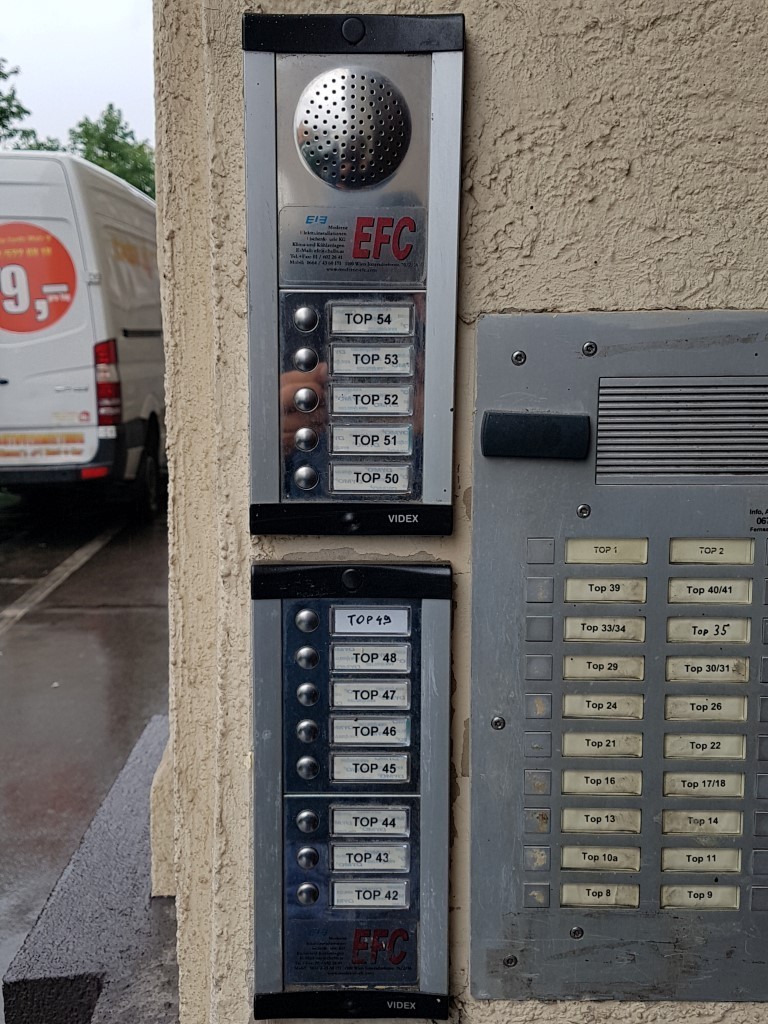 9,-
EFC
TOP 54
TOP 53
TOP 52
TOP 51
TOP 50
VIDEX
TOP 49
TOP 48
TOP 47
TOP 46
TOP 45
TOP 44
TOP 43
TOP 42
EFC
VIDEX
Info,
TOP 1 TOP 2
Top 39 Top 40/41
Top 33/34 Top 35
Top 29 Top 30/31
Top 24 Top 26
Top 21 Top 22
Top 16 Top 17/18
Top 13 Top 14
Top 10a Top 11
Top 8 Top 9